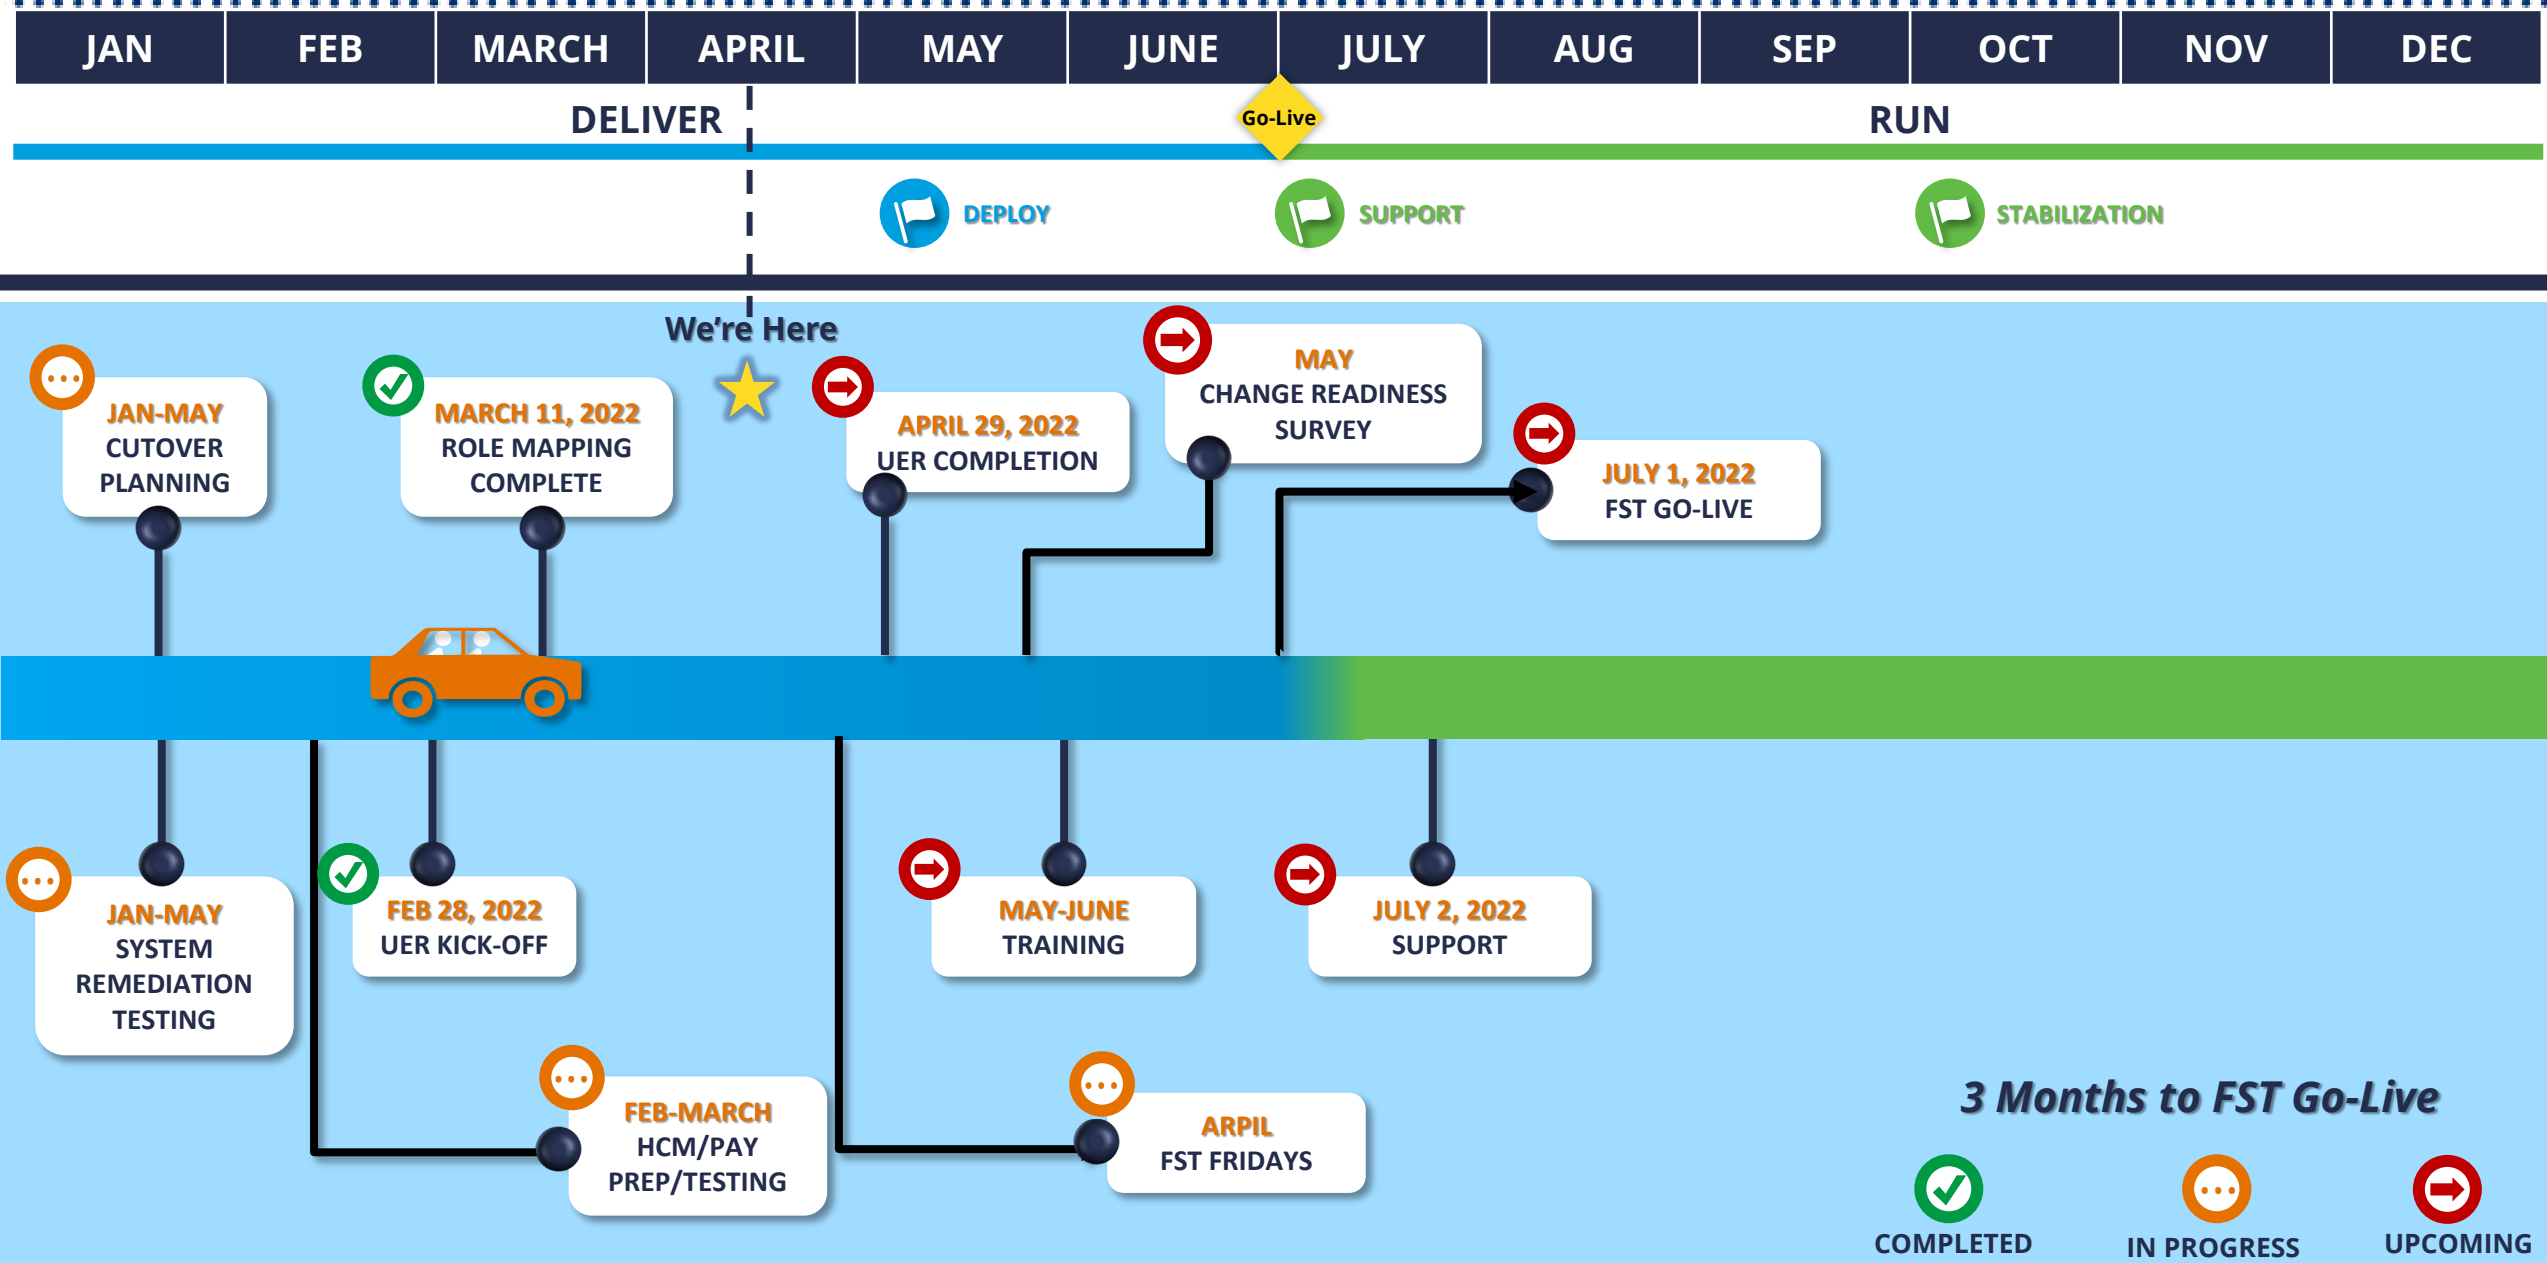 JAN FEB MARCH APRIL MAY JUNE JULY AUG SEP OCT NOV DEC
DELIVER
Go-Live
RUN
DEPLOY
SUPPORT
STABILIZATION
We're Here
JAN-MAY
CUTOVER
PLANNING
MARCH 11, 2022
ROLE MAPPING
COMPLETE
APRIL 29, 2022
UER COMPLETION
MAY
CHANGE READINESS
SURVEY
JULY 1, 2022
FST GO-LIVE
JAN-MAY
SYSTEM
REMEDIATION
TESTING
FEB 28, 2022
UER KICK-OFF
MAY-JUNE
TRAINING
JULY 2, 2022
SUPPORT
FEB-MARCH
HCM/PAY
PREP/TESTING
ARPIL
FST FRIDAYS
3 Months to FST Go-Live
COMPLETED
IN PROGRESS
UPCOMING